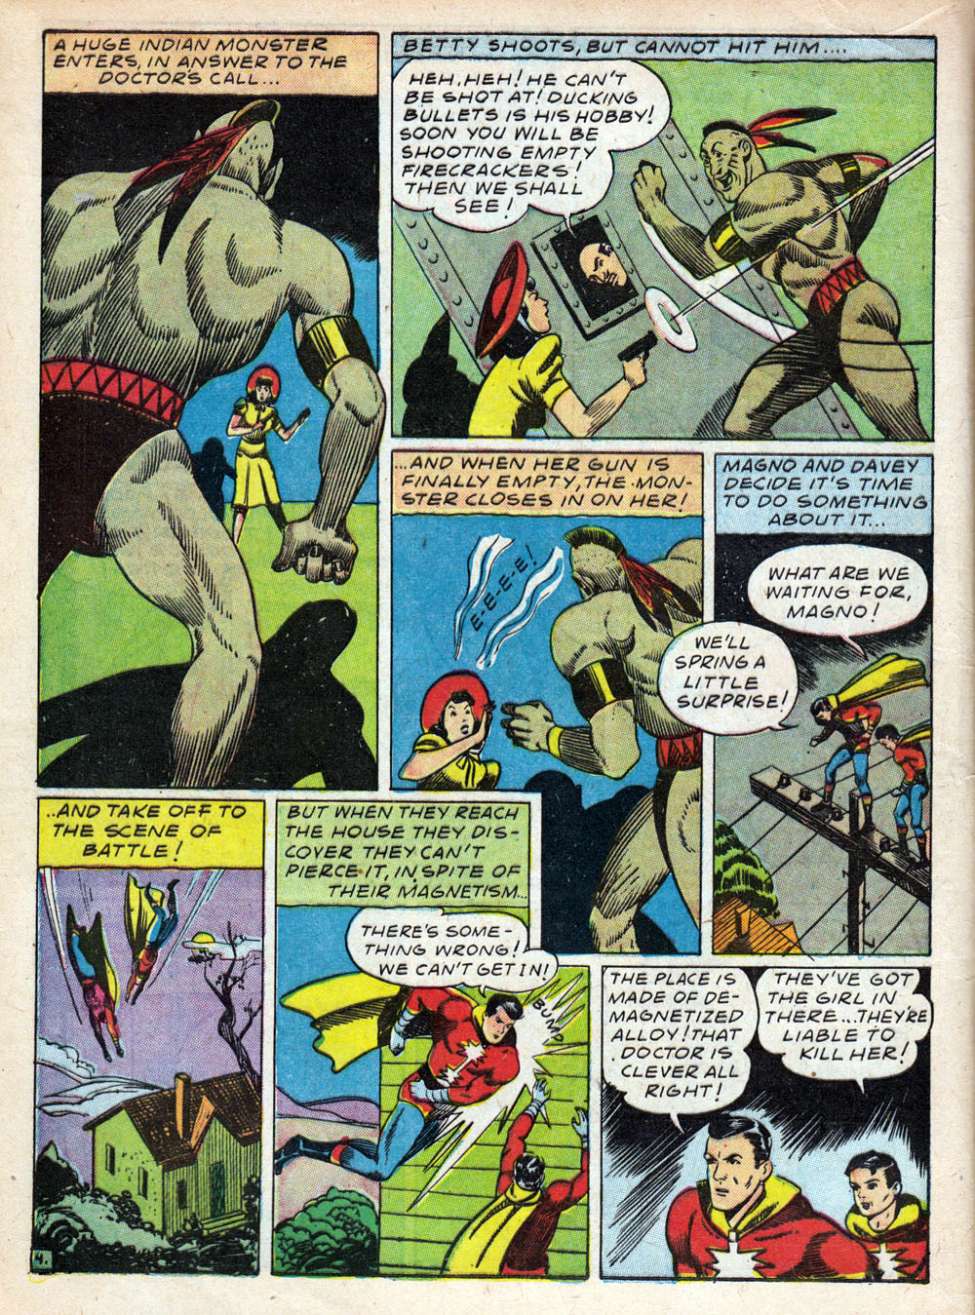 A HUGE INDIAN MONSTER
ENTERS, IN ANSWER TO THE
DOCTOR'S CALL...
BETTY SHOOTS, BUT CANNOT HIT HIM....
HEH, HEH! HE CAN'T
BE SHOT AT! DUCKING
BULLETS IS HIS HOBBY!
SOON YOU WILL BE
SHOOTING EMPTY
FIRECRACKERS!
THEN WE SHALL
SEE!
...AND WHEN HER GUN IS
FINALLY EMPTY, THE MON-
STER CLOSES IN ON HER!
E-E-E-E-E!
MAGNO AND DAVEY
DECIDE IT'S TIME
TO DO SOMETHING
ABOUT IT...
WHAT ARE WE
WAITING FOR,
MAGNO!
WE'LL
SPRING A
LITTLE
SURPRISE!
..AND TAKE OFF TO
THE SCENE OF
BATTLE!
BUT WHEN THEY REACH
THE HOUSE THEY DIS-
COVER THEY CAN'T
PIERCE IT, IN SPITE OF
THEIR MAGNETISM...
THERE'S SOME-
THING WRONG!
WE CAN'T GET IN!
BUMP
THE PLACE IS
MADE OF DE-
MAGNETIZED
ALLOY! THAT
DOCTOR IS
CLEVER ALL
RIGHT!
THEY'VE GOT
THE GIRL IN
THERE...THEY'RE
LIABLE TO
KILL HER!
4.